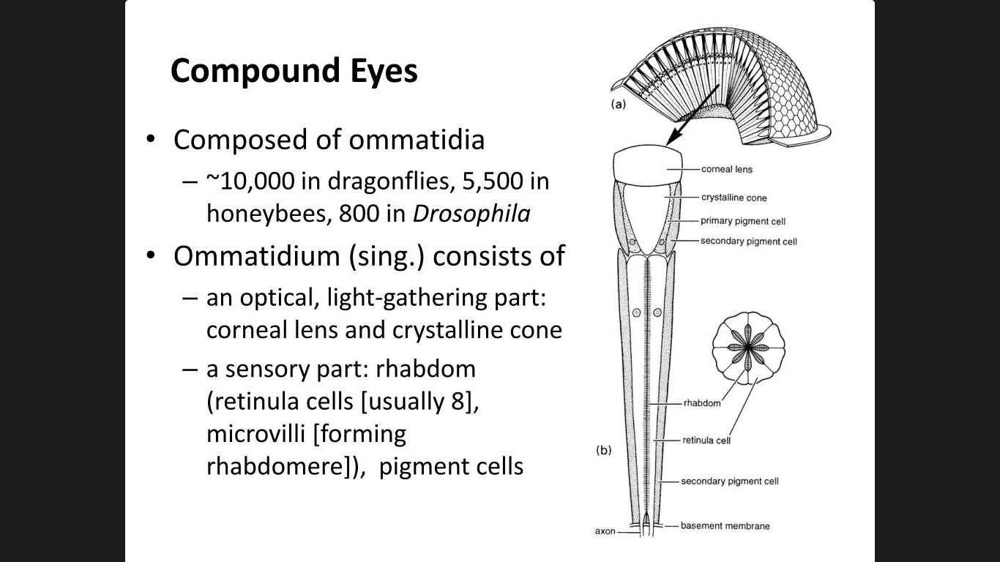 Compound Eyes
• Composed of ommatidia
– ~10,000 in dragonflies, 5,500 in
honeybees, 800 in Drosophila
• Ommatidium (sing.) consists of
– an optical, light-gathering part:
corneal lens and crystalline cone
– a sensory part: rhabdom
(retinula cells [usually 8],
microvilli [forming
rhabdomere]), pigment cells
(a)
corneal lens
crystalline cone
primary pigment cell
secondary pigment cell
rhabdom
retinula cell
(b)
secondary pigment cell
basement membrane
axon